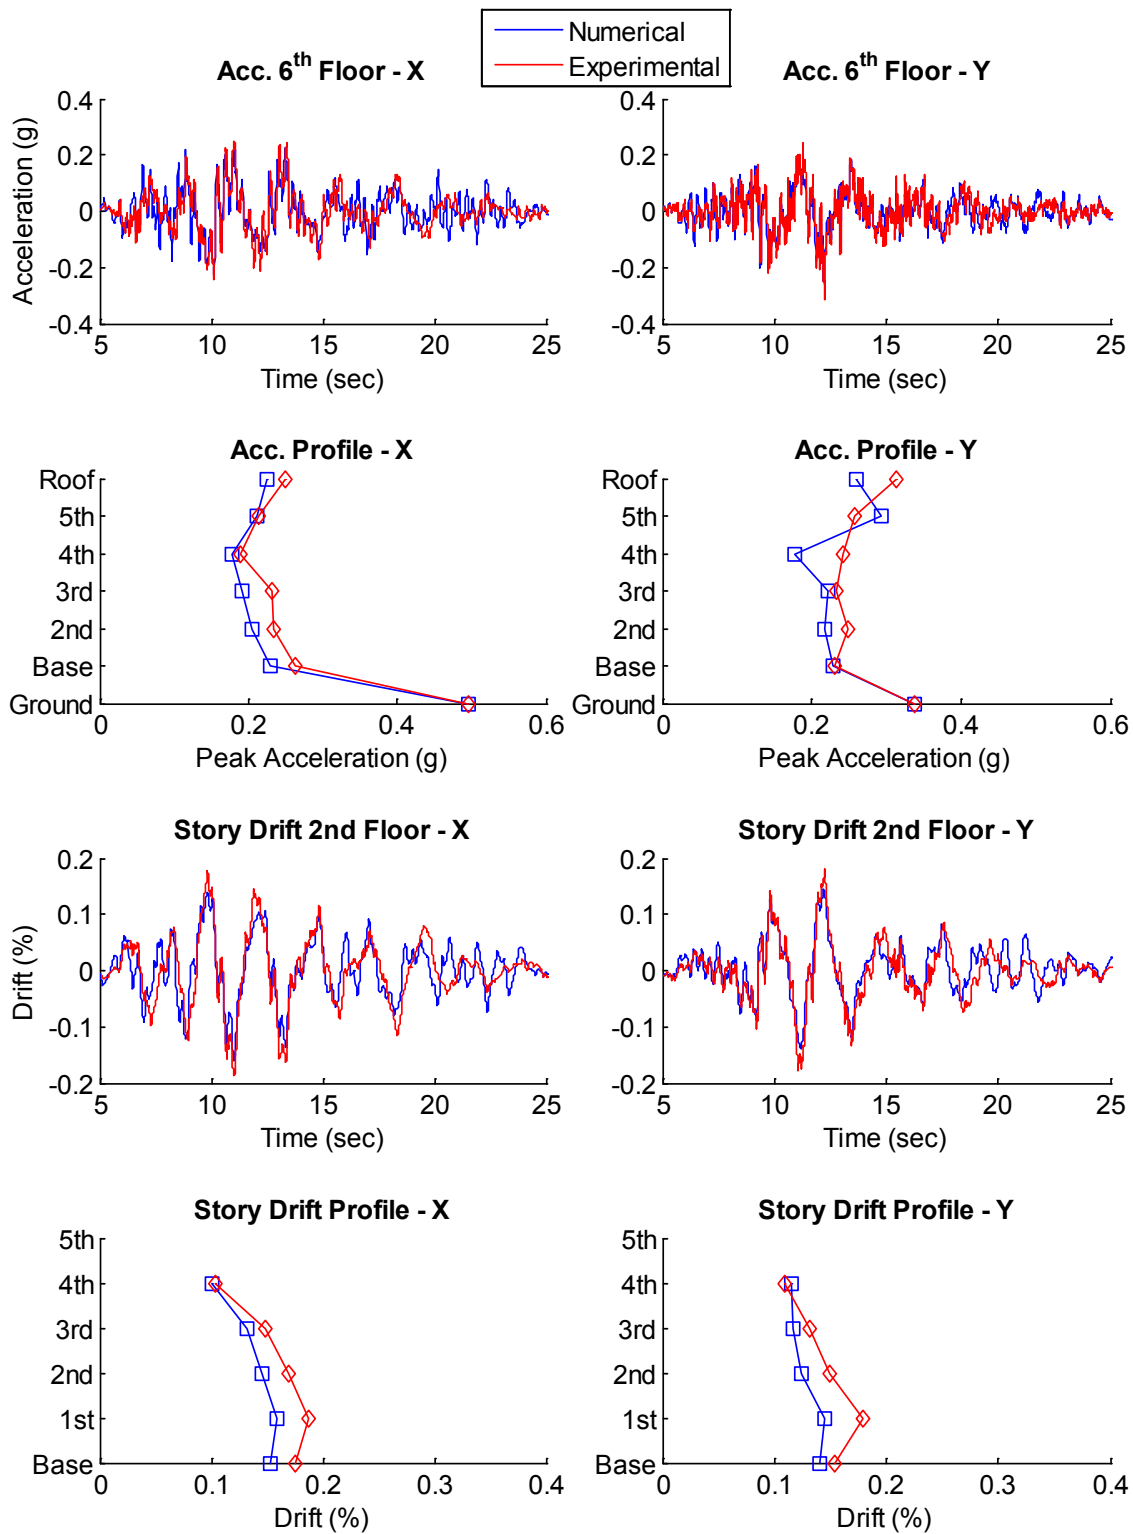 Numerical
Experimental
Acc. 6th Floor - X
Acc. 6th Floor - Y
Acceleration (g)
0.4
0.2
0
-0.2
-0.4
5 10 15 20 25
Time (sec)
0.4
0.2
0
-0.2
-0.4
5 10 15 20 25
Time (sec)
Acc. Profile - X
Roof
5th
4th
3rd
2nd
Base
Ground
0 0.2 0.4 0.6
Peak Acceleration (g)
Acc. Profile - Y
Roof
5th
4th
3rd
2nd
Base
Ground
0 0.2 0.4 0.6
Peak Acceleration (g)
Story Drift 2nd Floor - X
Drift (%)
0.2
0.1
0
-0.1
-0.2
5 10 15 20 25
Time (sec)
Story Drift 2nd Floor - Y
0.2
0.1
0
-0.1
-0.2
5 10 15 20 25
Time (sec)
Story Drift Profile - X
5th
4th
3rd
2nd
1st
Base
0 0.1 0.2 0.3 0.4
Drift (%)
Story Drift Profile - Y
5th
4th
3rd
2nd
1st
Base
0 0.1 0.2 0.3 0.4
Drift (%)